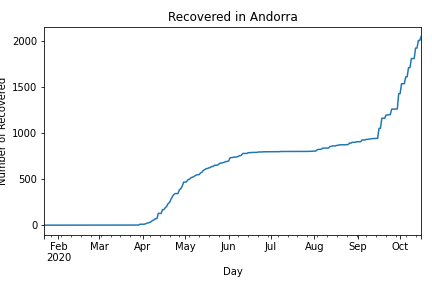 Recovered in Andorra
Number of Recovered
2000
1500
1000
500
0
Feb Mar Apr May Jun Jul Aug Sep Oct
2020
Day